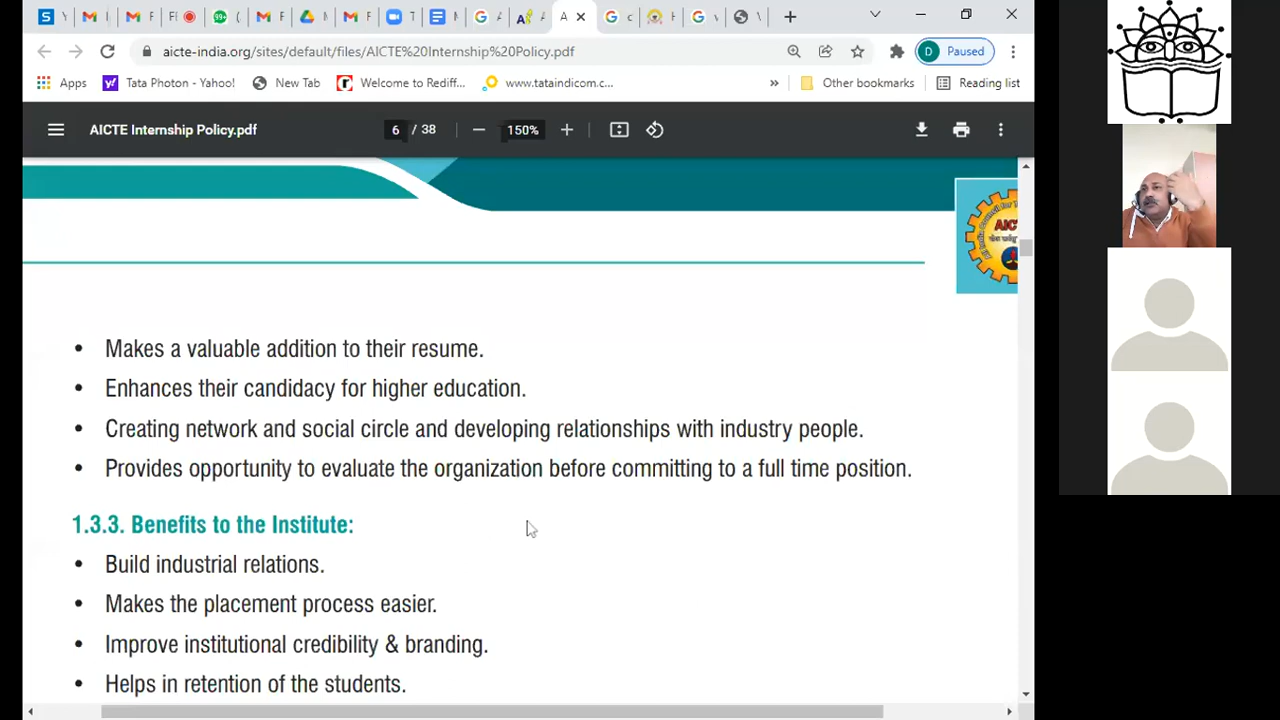 aicte-india.org/sites/default/files/AICTE%20Internship%20Policy.pdf
D Paused
Apps Tata Photon - Yahoo! New Tab Welcome to Rediff... www.tataindicom.c... » Other bookmarks Reading list
AICTE Internship Policy.pdf 6 / 38 — 150% +
• Makes a valuable addition to their resume.
• Enhances their candidacy for higher education.
• Creating network and social circle and developing relationships with industry people.
• Provides opportunity to evaluate the organization before committing to a full time position.
1.3.3. Benefits to the Institute:
• Build industrial relations.
• Makes the placement process easier.
• Improve institutional credibility & branding.
• Helps in retention of the students.